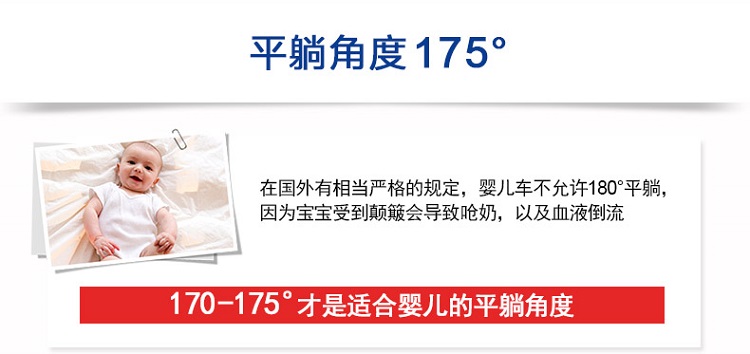 平躺角度 175°
在国外有相当严格的规定，婴儿车不允许180°平躺，
因为宝宝受到颠簸会导致呛奶，以及血液倒流
170-175°才是适合婴儿的平躺角度